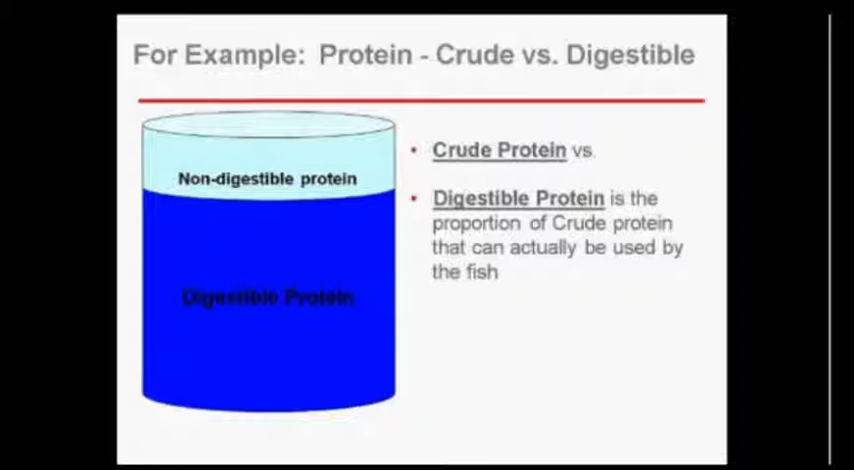 For Example: Protein - Crude vs. Digestible
Non-digestible protein
Digestible Protein
• Crude Protein vs.
• Digestible Protein is the
proportion of Crude protein
that can actually be used by
the fish